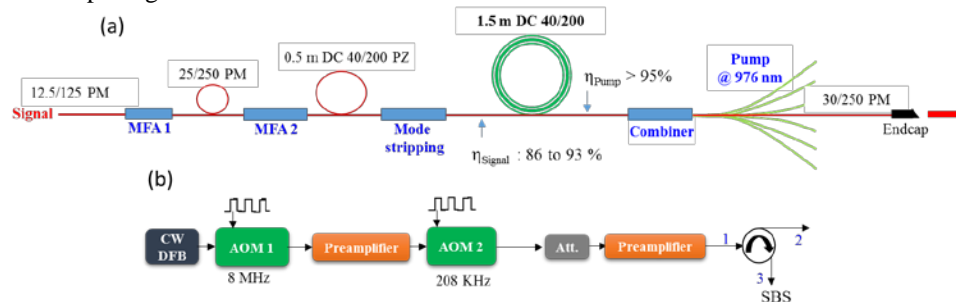 (a)
1.5 m DC 40/200
0.5 m DC 40/200 PZ
25/250 PM
12.5/125 PM
Signal
MFA 1
MFA 2
Mode
stripping
η_Signal : 86 to 93 %
η_Pump > 95%
Combiner
Pump
@ 976 nm
30/250 PM
Endcap
(b)
CW
DFB
AOM 1
8 MHz
Preamplifier
AOM 2
208 KHz
Att.
Preamplifier
1
2
3
SBS